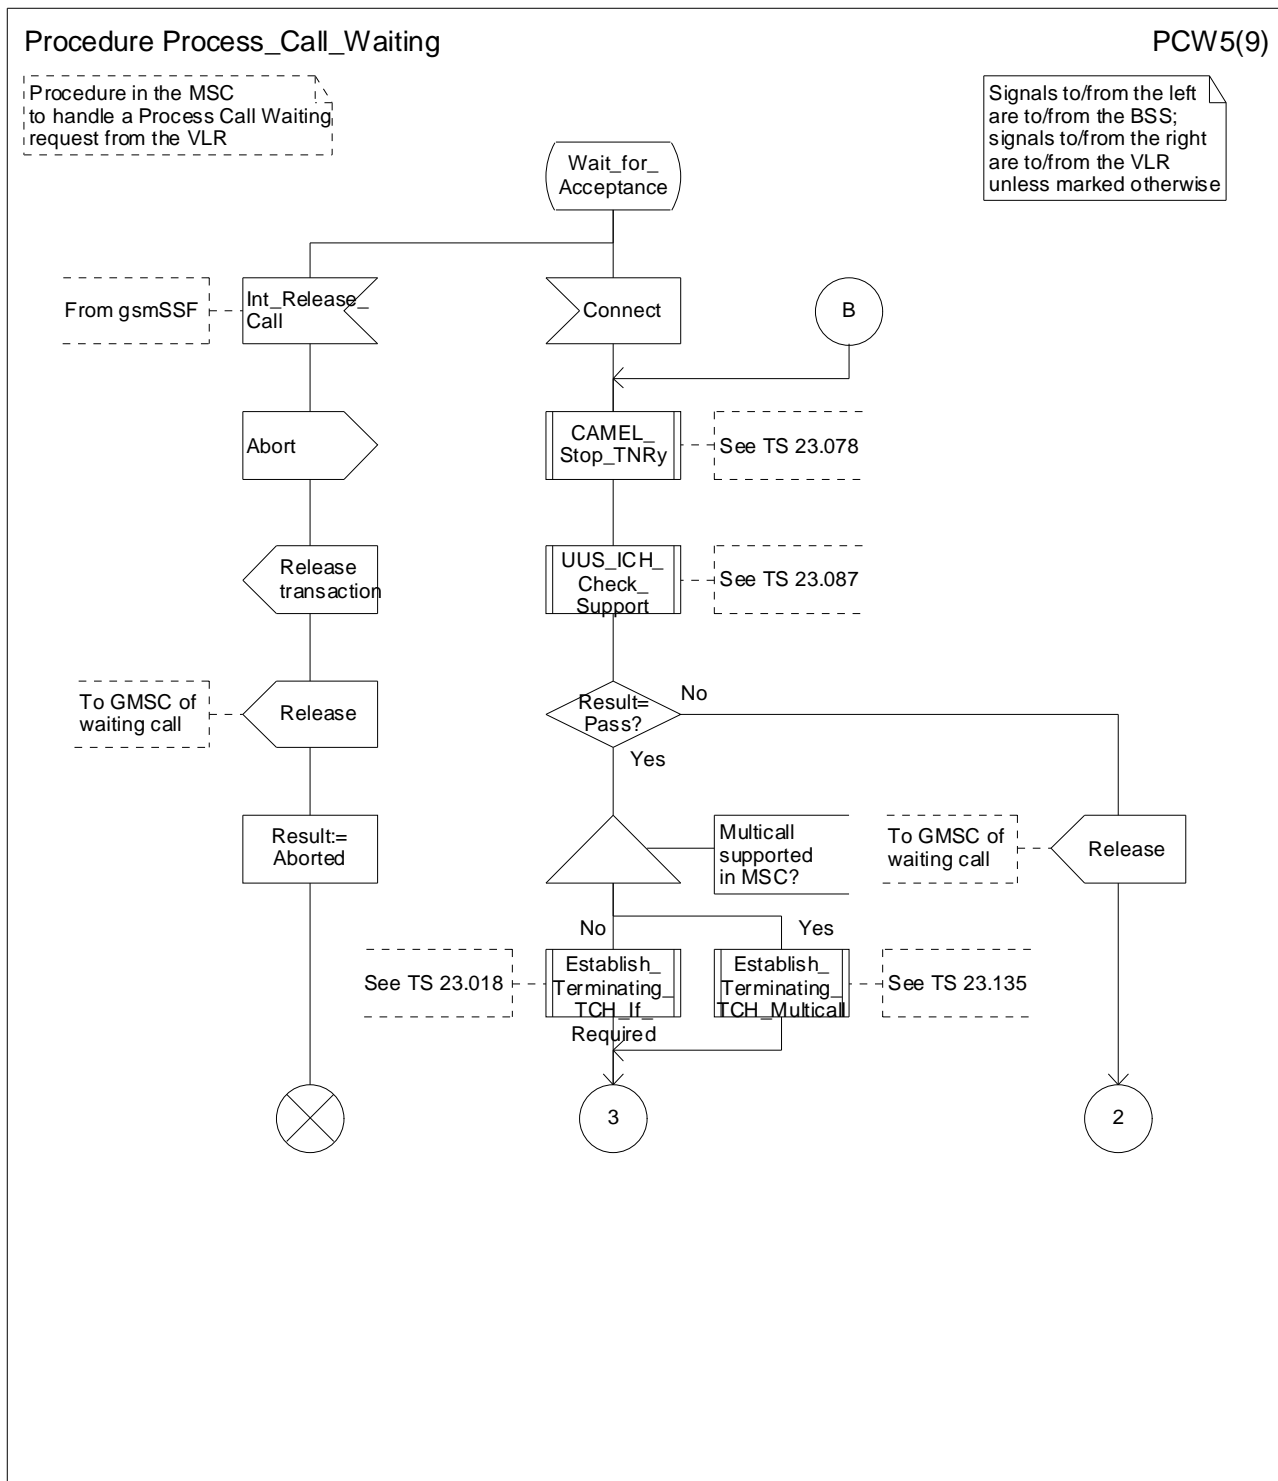 Procedure Process_Call_Waiting
PCW5(9)
Procedure in the MSC
to handle a Process Call Waiting
request from the VLR
Signals to/from the left
are to/from the BSS;
signals to/from the right
are to/from the VLR
unless marked otherwise
Wait_for_
Acceptance
From gsmSSF
Int_Release_
Call
Connect
B
Abort
CAMEL_
Stop_TNRy
See TS 23.078
Release
transaction
UUS_ICH_
Check_
Support
See TS 23.087
To GMSC of
waiting call
Release
Result=
Pass?
No
Yes
Result:=
Aborted
Multicall
supported
in MSC?
To GMSC of
waiting call
Release
No
Yes
See TS 23.018
Establish_
Terminating_
TCH_If_
Required
Establish_
Terminating_
TCH_Multicall
See TS 23.135
3
2